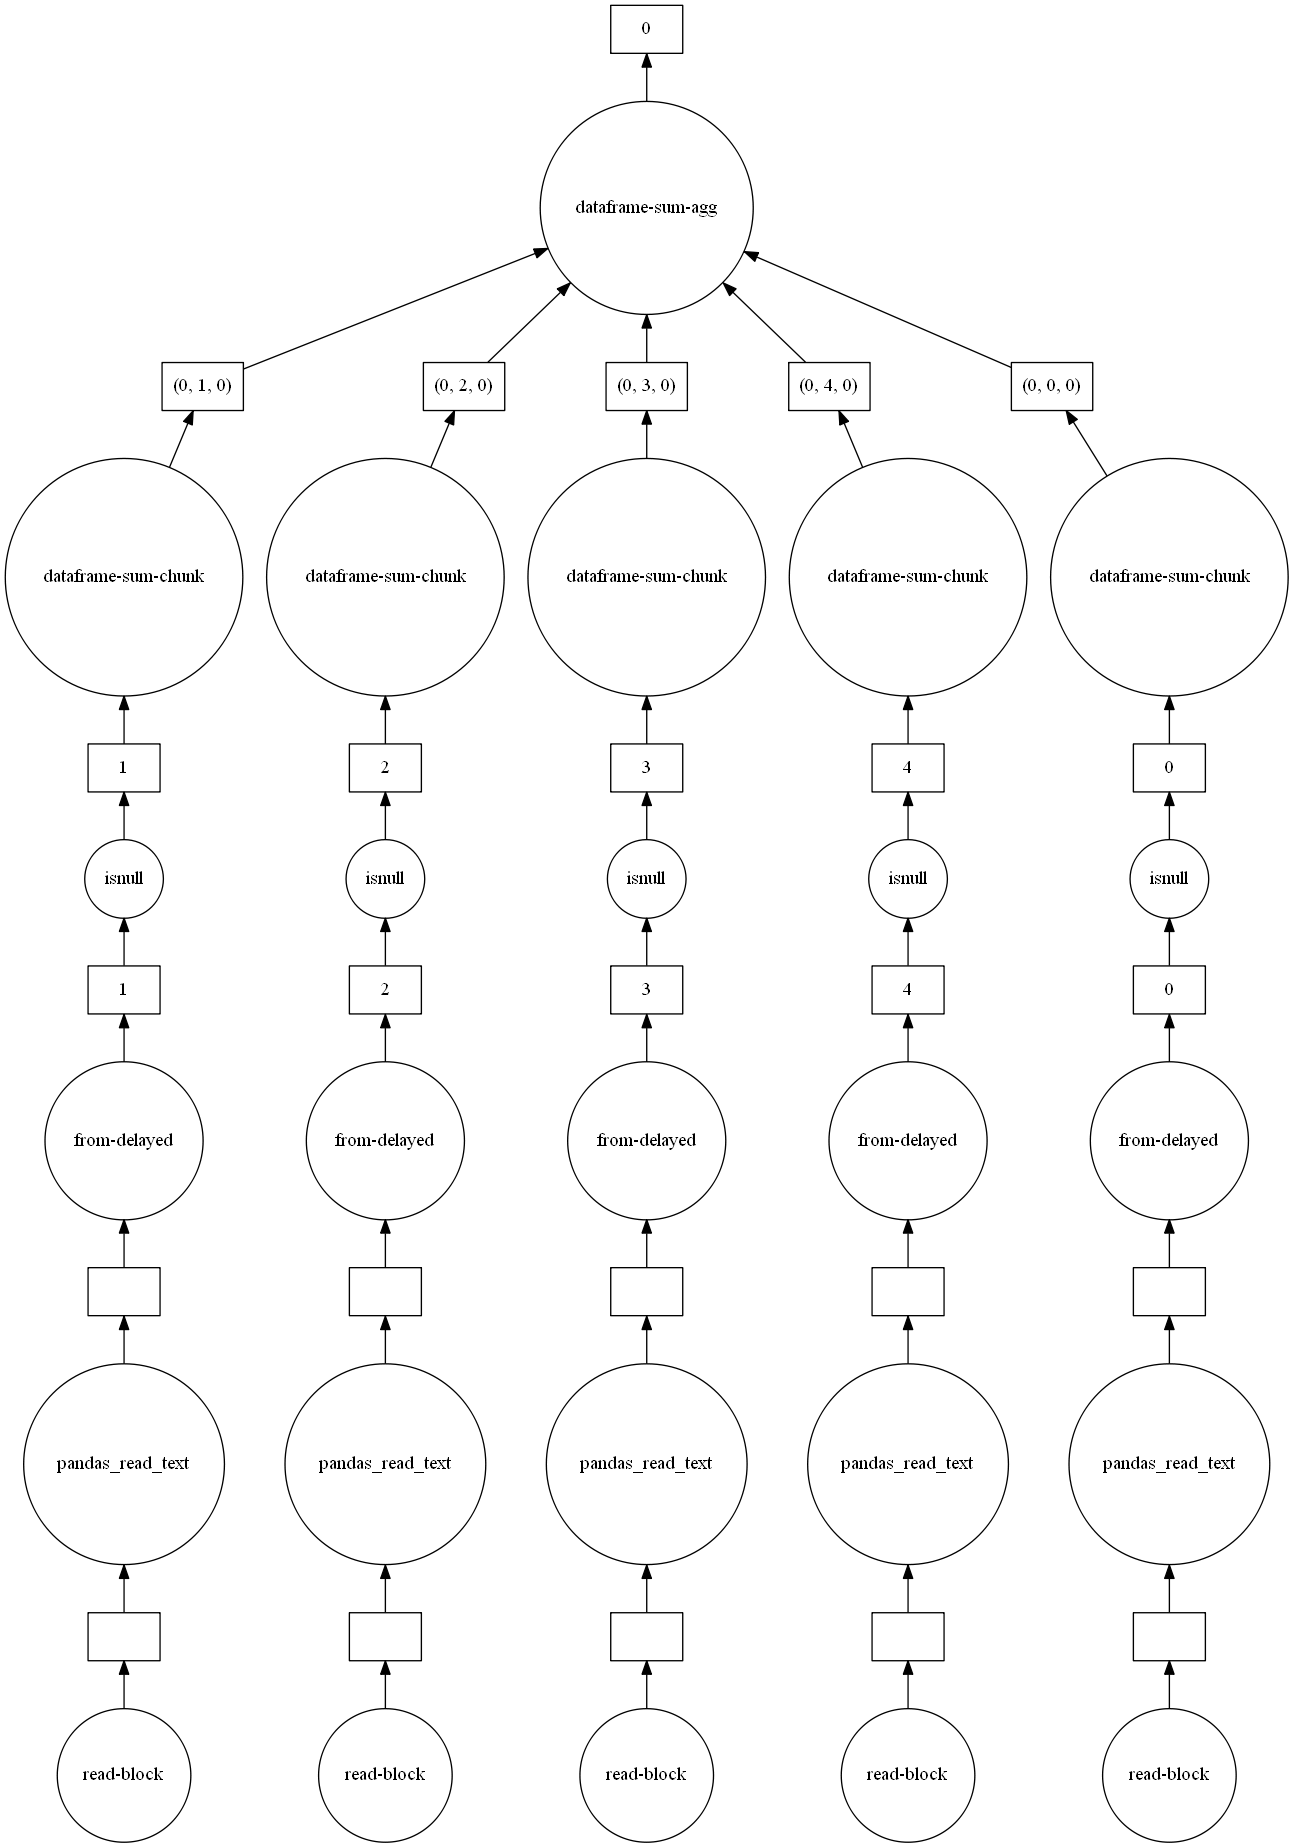 0
dataframe-sum-agg
(0, 1, 0)
(0, 2, 0)
(0, 3, 0)
(0, 4, 0)
(0, 0, 0)
dataframe-sum-chunk
dataframe-sum-chunk
dataframe-sum-chunk
dataframe-sum-chunk
dataframe-sum-chunk
1
2
3
4
0
isnull
isnull
isnull
isnull
isnull
1
2
3
4
0
from-delayed
from-delayed
from-delayed
from-delayed
from-delayed
pandas_read_text
pandas_read_text
pandas_read_text
pandas_read_text
pandas_read_text
read-block
read-block
read-block
read-block
read-block